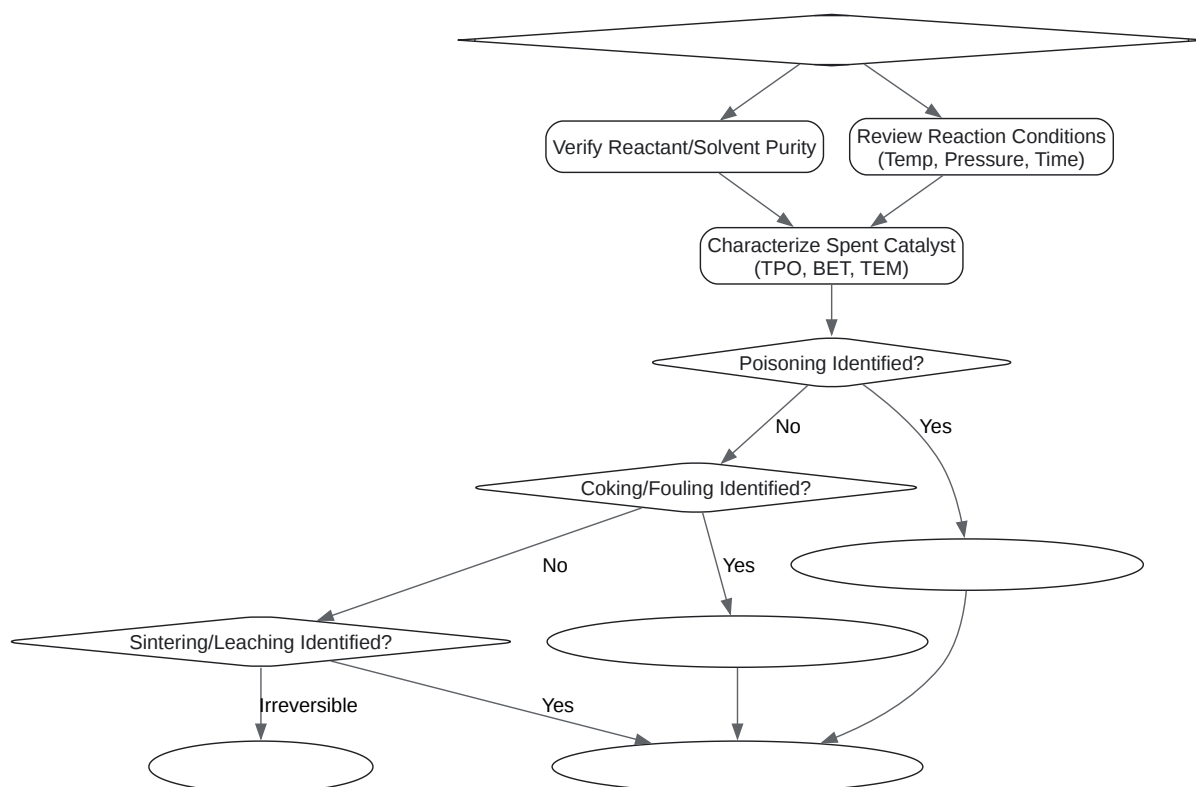 Verify Reactant/Solvent Purity
Review Reaction Conditions
(Temp, Pressure, Time)
Characterize Spent Catalyst
(TPO, BET, TEM)
Poisoning Identified?
No
Yes
Coking/Fouling Identified?
No
Yes
Sintering/Leaching Identified?
Irreversible
Yes